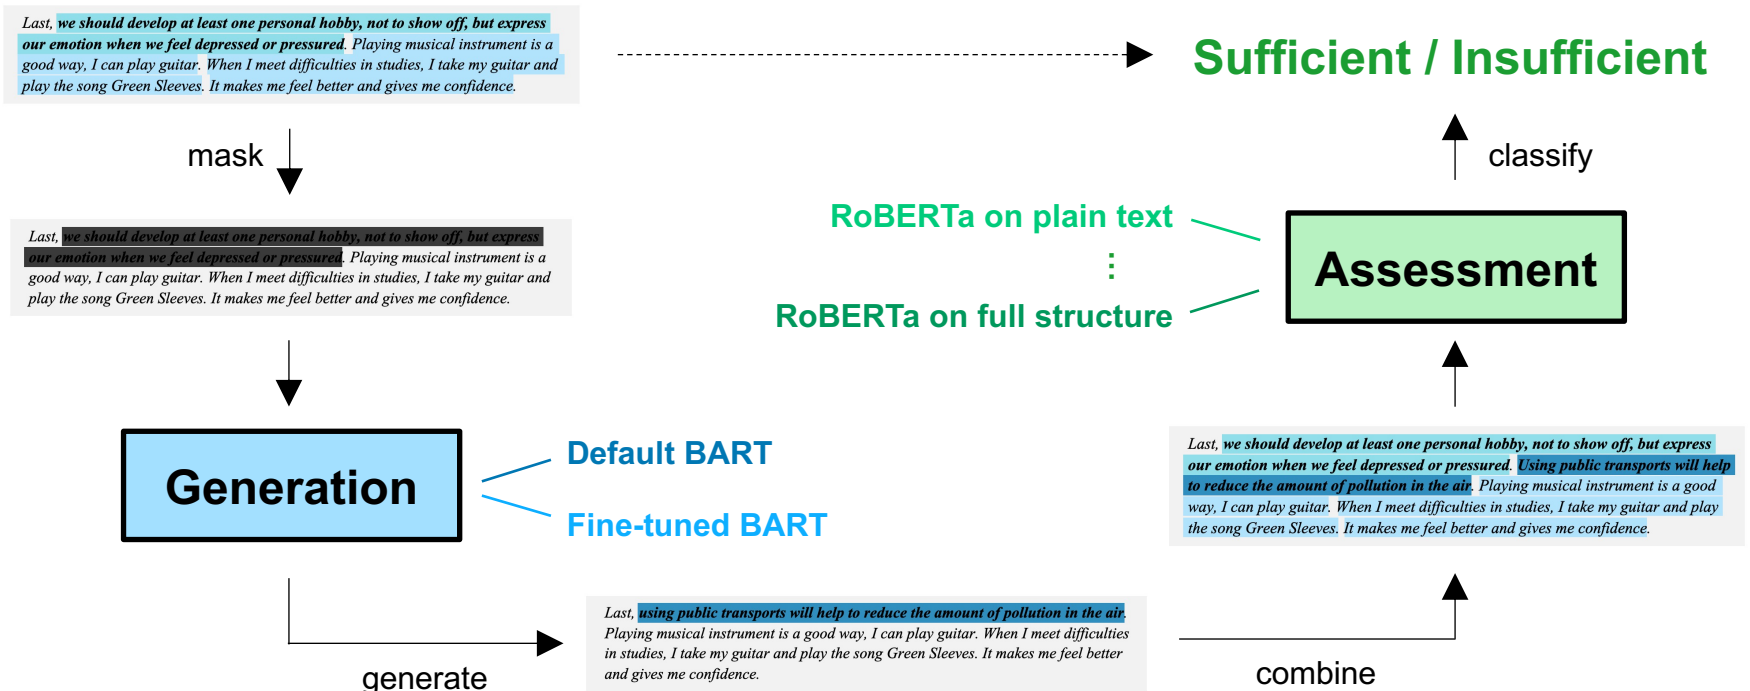 Last, we should develop at least one personal hobby, not to show off, but express
our emotion when we feel depressed or pressured. Playing musical instrument is a
good way, I can play guitar. When I meet difficulties in studies, I take my guitar and
play the song Green Sleeves. It makes me feel better and gives me confidence.
Sufficient / Insufficient
mask
classify
Last, we should develop at least one personal hobby, not to show off, but express
our emotion when we feel depressed or pressured. Playing musical instrument is a
good way, I can play guitar. When I meet difficulties in studies, I take my guitar and
play the song Green Sleeves. It makes me feel better and gives me confidence.
RoBERTa on plain text
⋮
RoBERTa on full structure
Assessment
Generation
Default BART
Fine-tuned BART
Last, we should develop at least one personal hobby, not to show off, but express
our emotion when we feel depressed or pressured. Using public transports will help
to reduce the amount of pollution in the air. Playing musical instrument is a good
way, I can play guitar. When I meet difficulties in studies, I take my guitar and play
the song Green Sleeves. It makes me feel better and gives me confidence.
Last, using public transports will help to reduce the amount of pollution in the air.
Playing musical instrument is a good way, I can play guitar. When I meet difficulties
in studies, I take my guitar and play the song Green Sleeves. It makes me feel better
and gives me confidence.
generate
combine